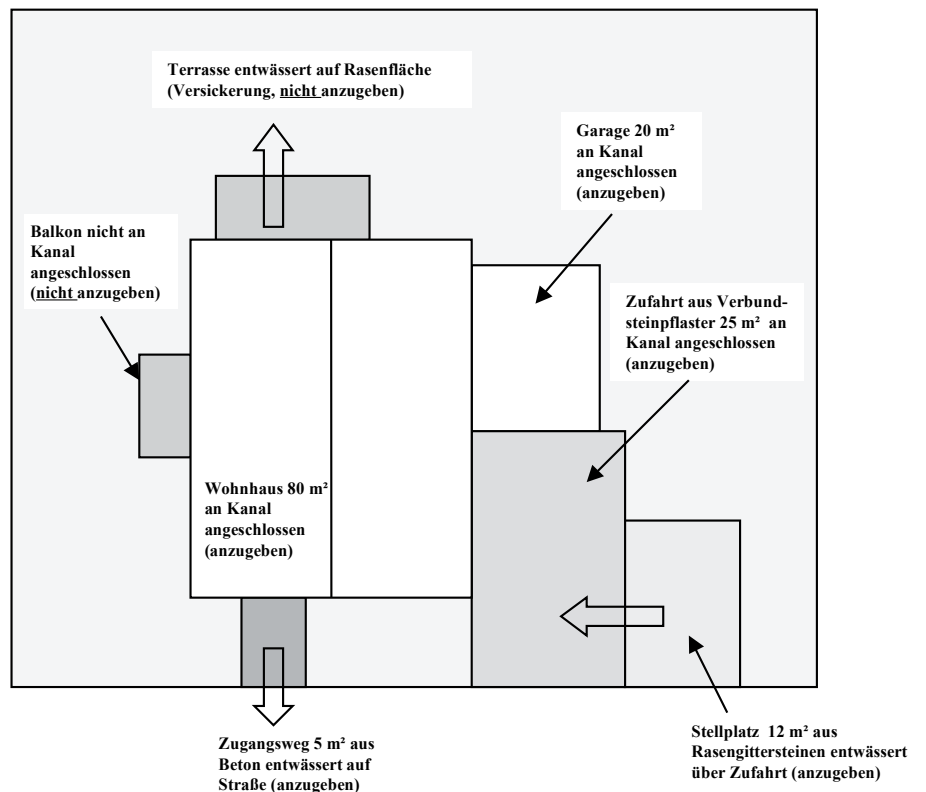 Terrasse entwässert auf Rasenfläche
(Versickerung, nicht anzugeben)
Garage 20 m²
an Kanal
angeschlossen
(anzugeben)
Balkon nicht an
Kanal
angeschlossen
(nicht anzugeben)
Zufahrt aus Verbund-
steinpflaster 25 m² an
Kanal angeschlossen
(anzugeben)
Wohnhaus 80 m²
an Kanal
angeschlossen
(anzugeben)
Zugangsweg 5 m² aus
Beton entwässert auf
Straße (anzugeben)
Stellplatz 12 m² aus
Rasengittersteinen entwässert
über Zufahrt (anzugeben)